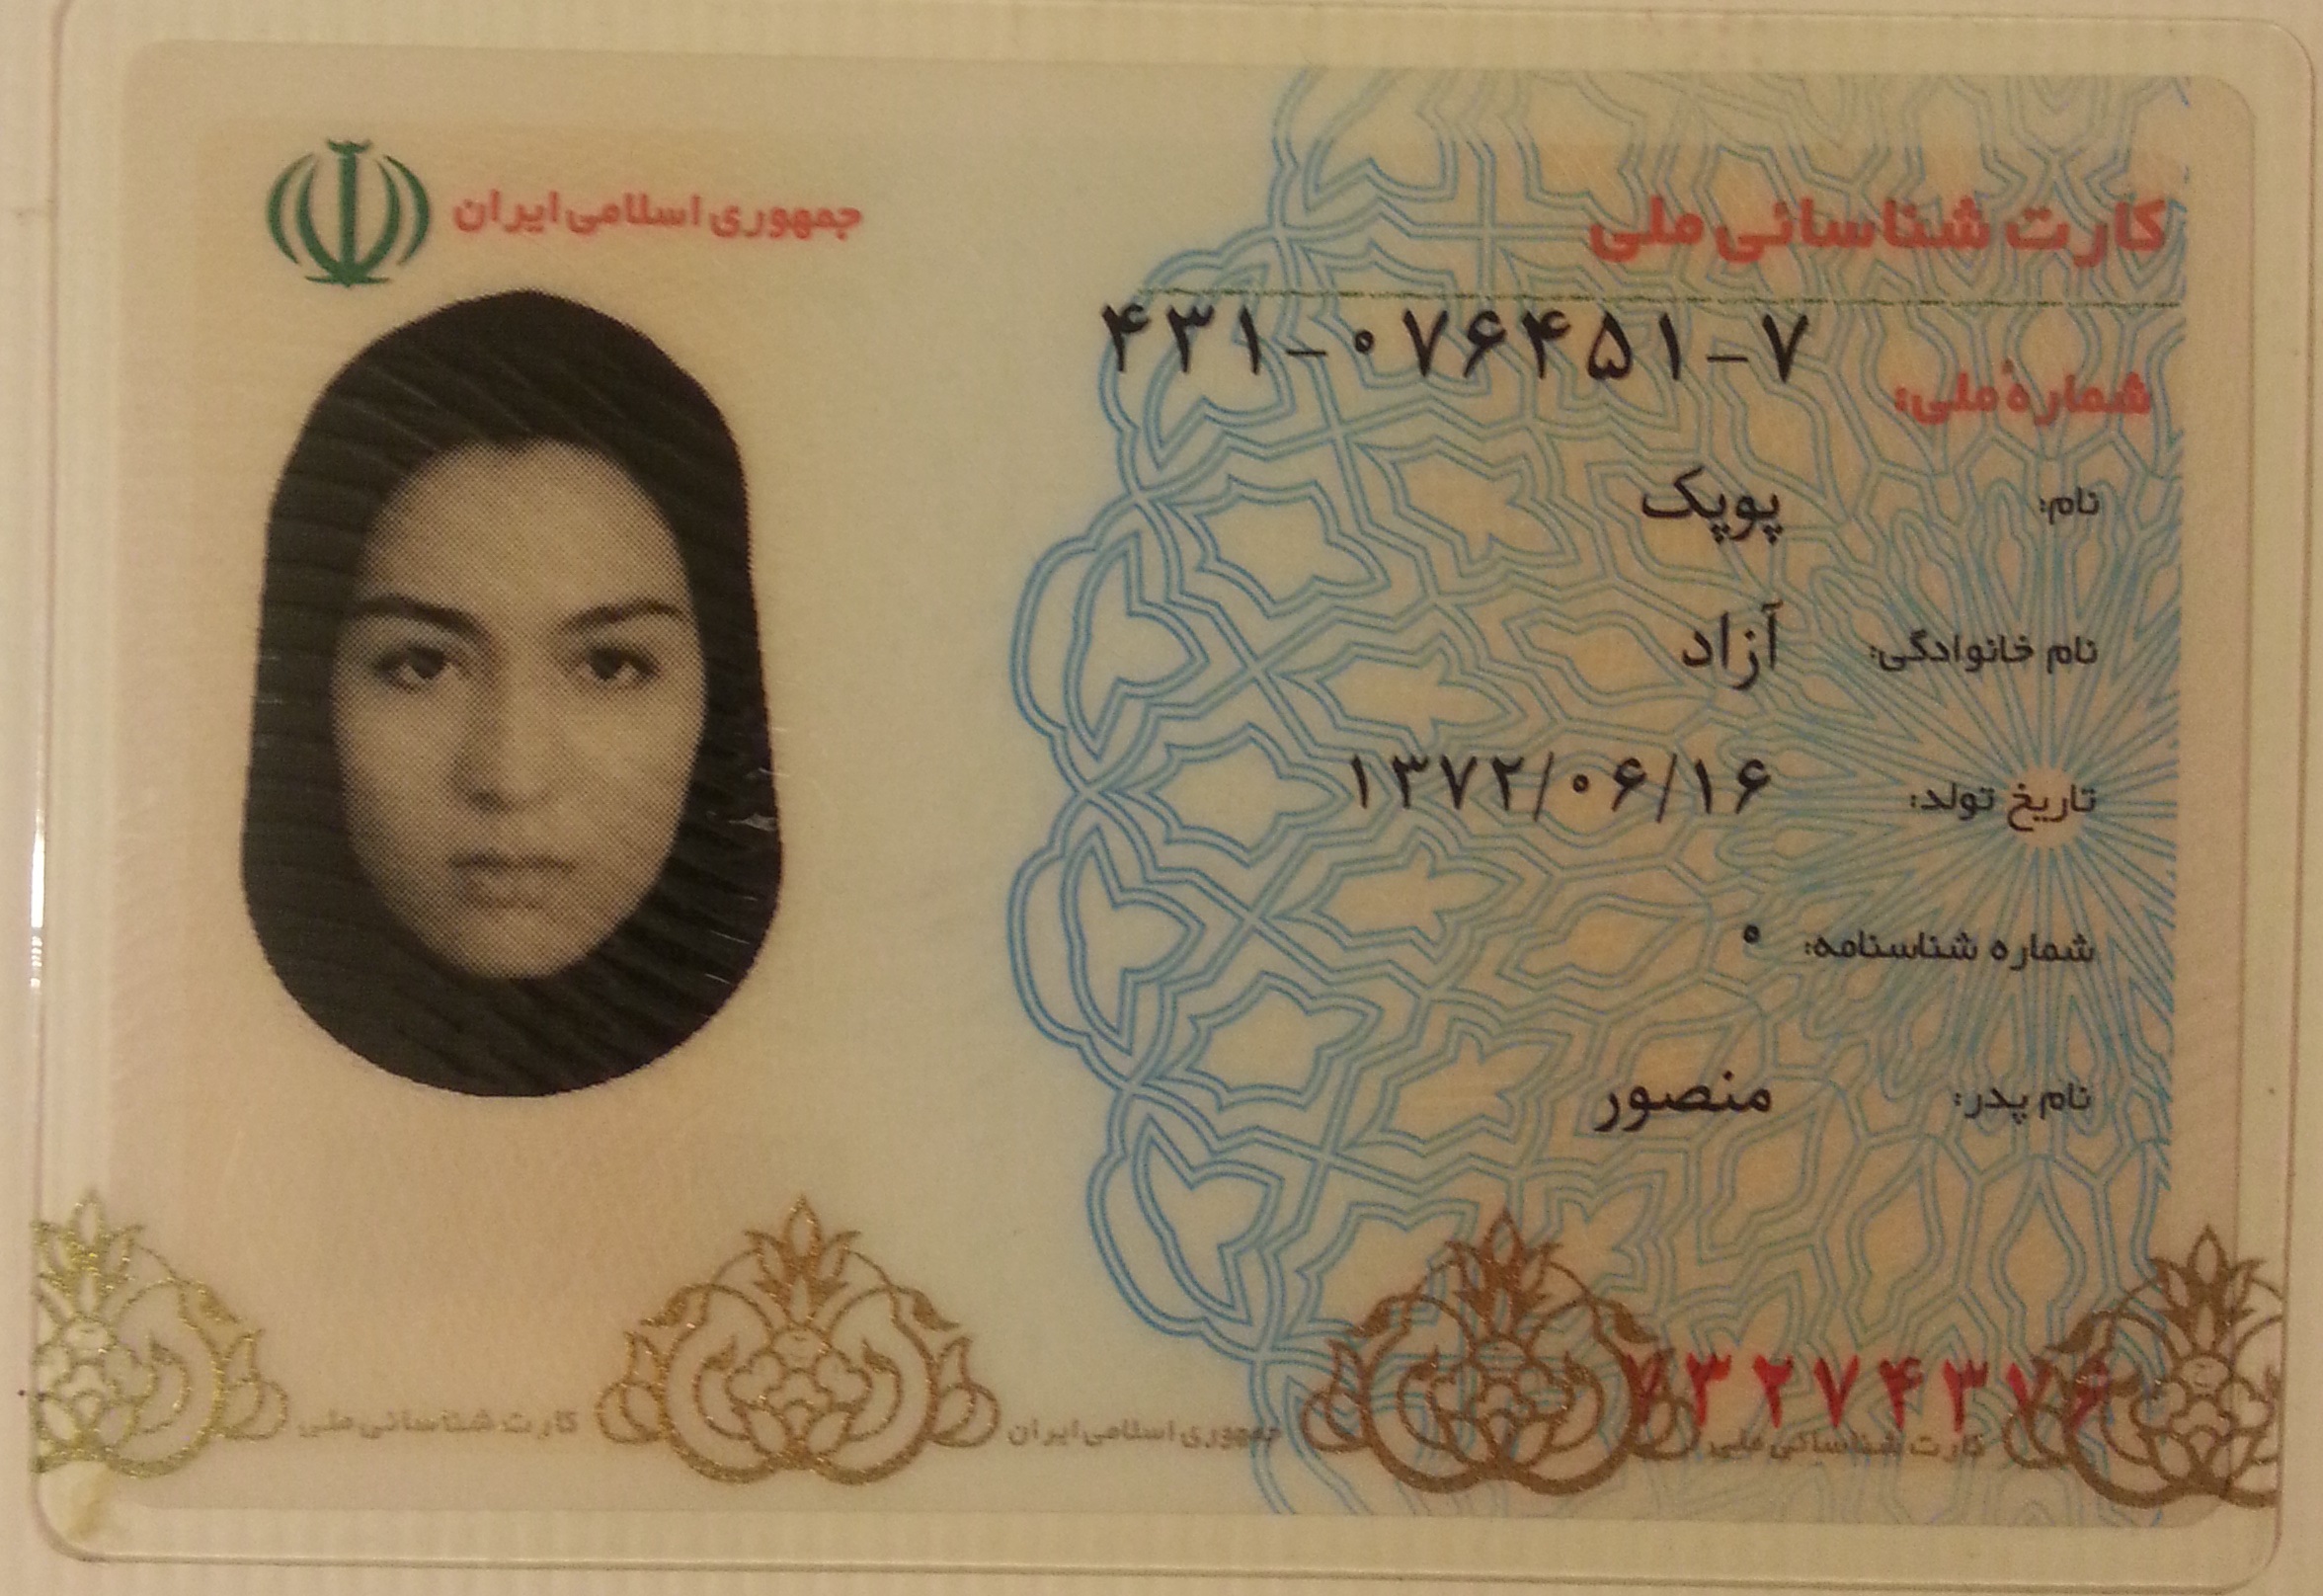 جمهوری اسلامی ایران
کارت شناسائی ملی
شمارهٔ ملی: ۴۳۱-۰۷۶۴۵۱-۷
نام: پوپک
نام خانوادگی: آزاد
تاریخ تولد: ۱۳۷۲/۰۶/۱۶
شماره شناسنامه: ۰
نام پدر: منصور
۷۳۲۷۴۳۷۶
کارت شناسائی ملی جمهوری اسلامی ایران کارت شناسائی ملی